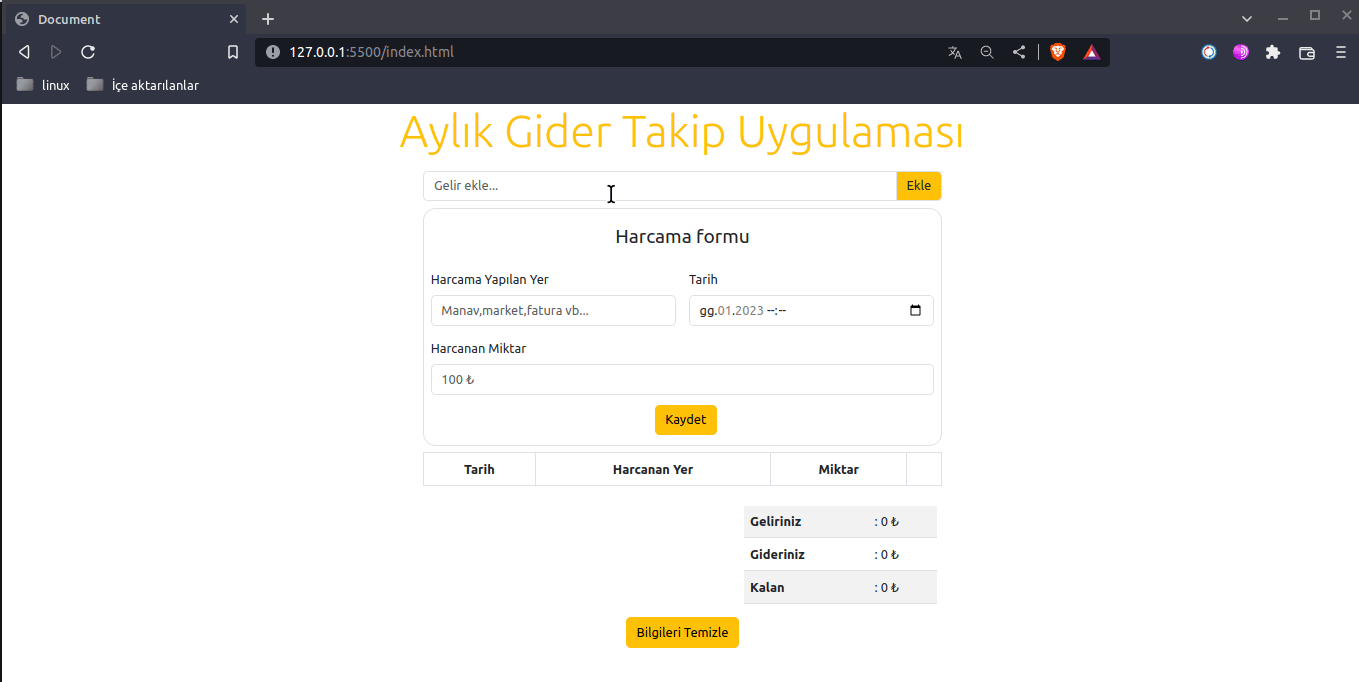 Document
127.0.0.1:5500/index.html
linux İçe aktarılanlar
Aylık Gider Takip Uygulaması
Gelir ekle... Ekle
Harcama formu
Harcama Yapılan Yer Tarih
Manav,market,fatura vb... gg.01.2023 --:--
Harcanan Miktar
100 ₺
Kaydet
Tarih Harcanan Yer Miktar
Geliriniz : 0 ₺
Gideriniz : 0 ₺
Kalan : 0 ₺
Bilgileri Temizle